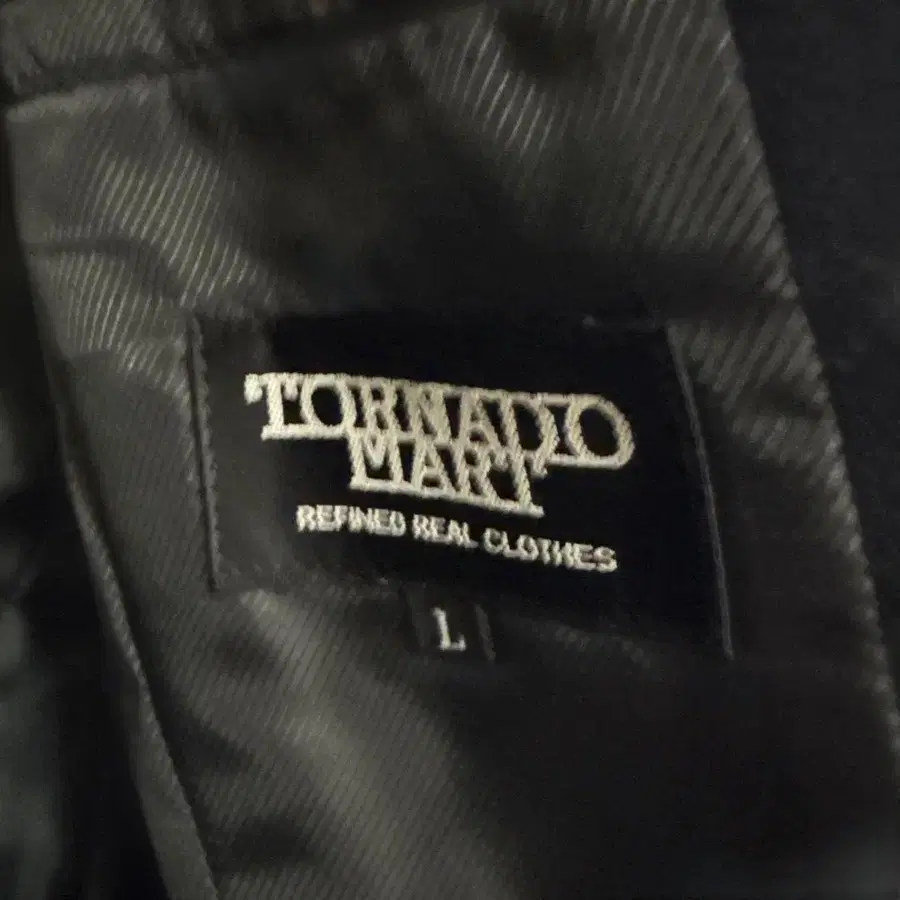 TORNADO
MART
REFINED REAL CLOTHES
L